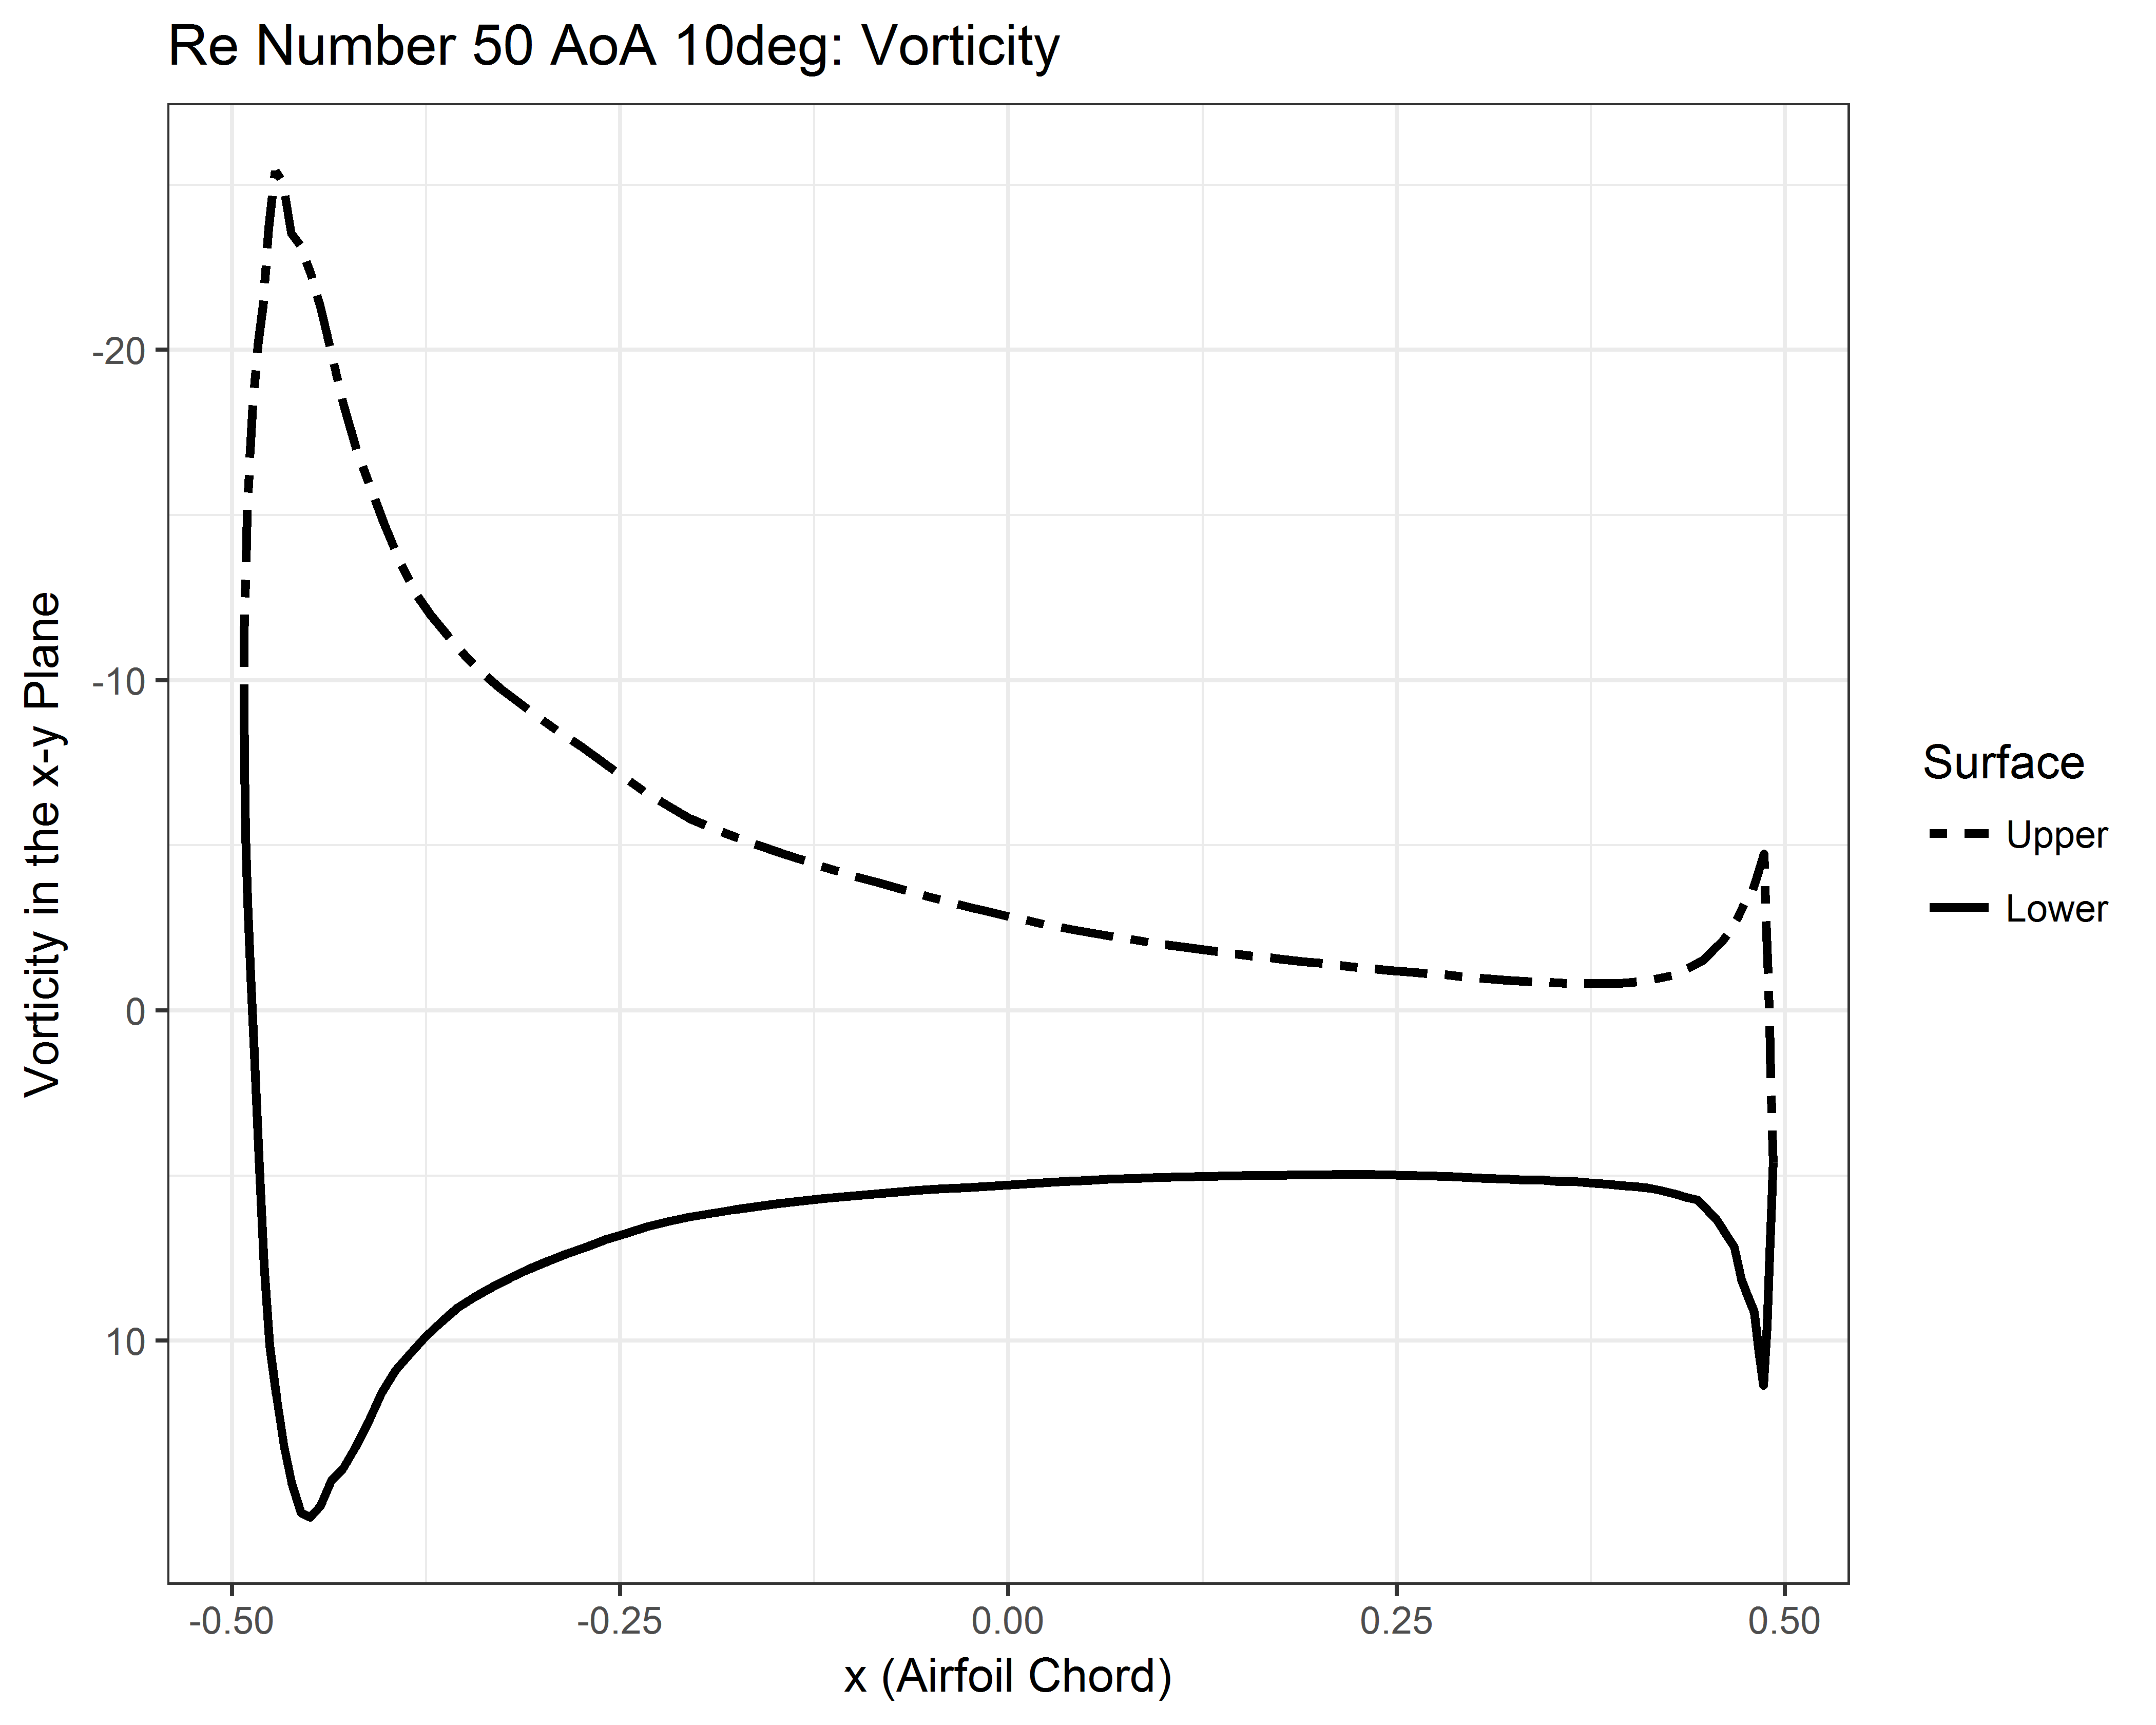 Re Number 50 AoA 10deg: Vorticity
Vorticity in the x-y Plane
-20
-10
0
10
-0.50
-0.25
0.00
0.25
0.50
x (Airfoil Chord)
Surface
Upper
Lower